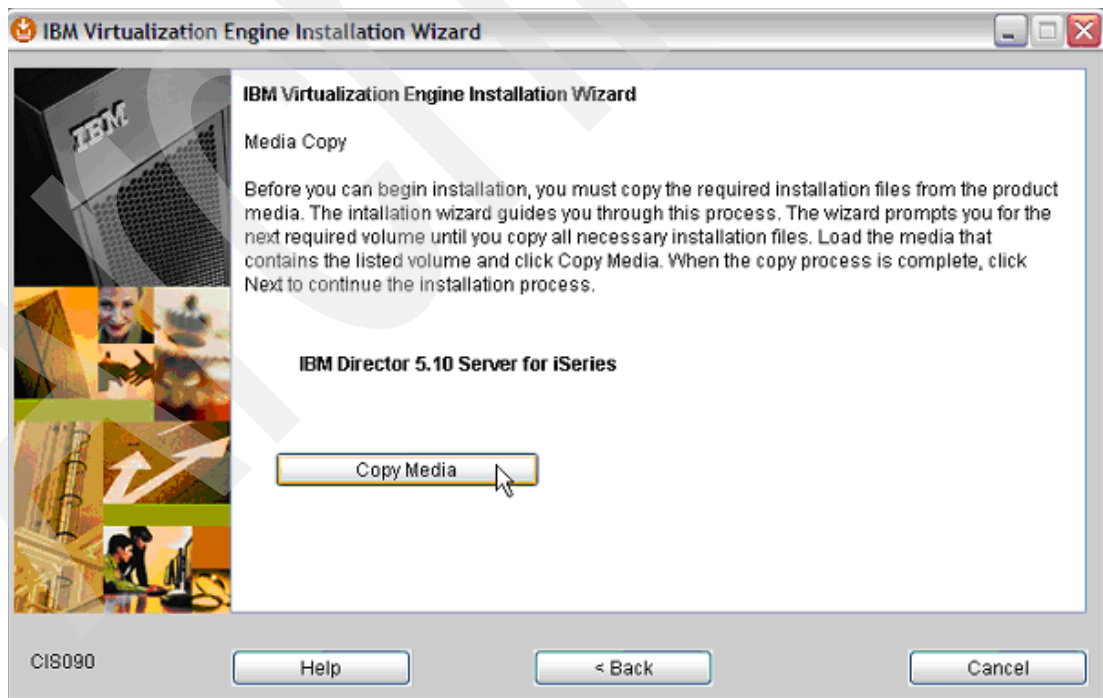 IBM Virtualization Engine Installation Wizard
IBM
IBM Virtualization Engine Installation Wizard
Media Copy
Before you can begin installation, you must copy the required installation files from the product
media. The intallation wizard guides you through this process. The wizard prompts you for the
next required volume until you copy all necessary installation files. Load the media that
contains the listed volume and click Copy Media. When the copy process is complete, click
Next to continue the installation process.
IBM Director 5.10 Server for iSeries
Copy Media
CIS090
Help
< Back
Cancel